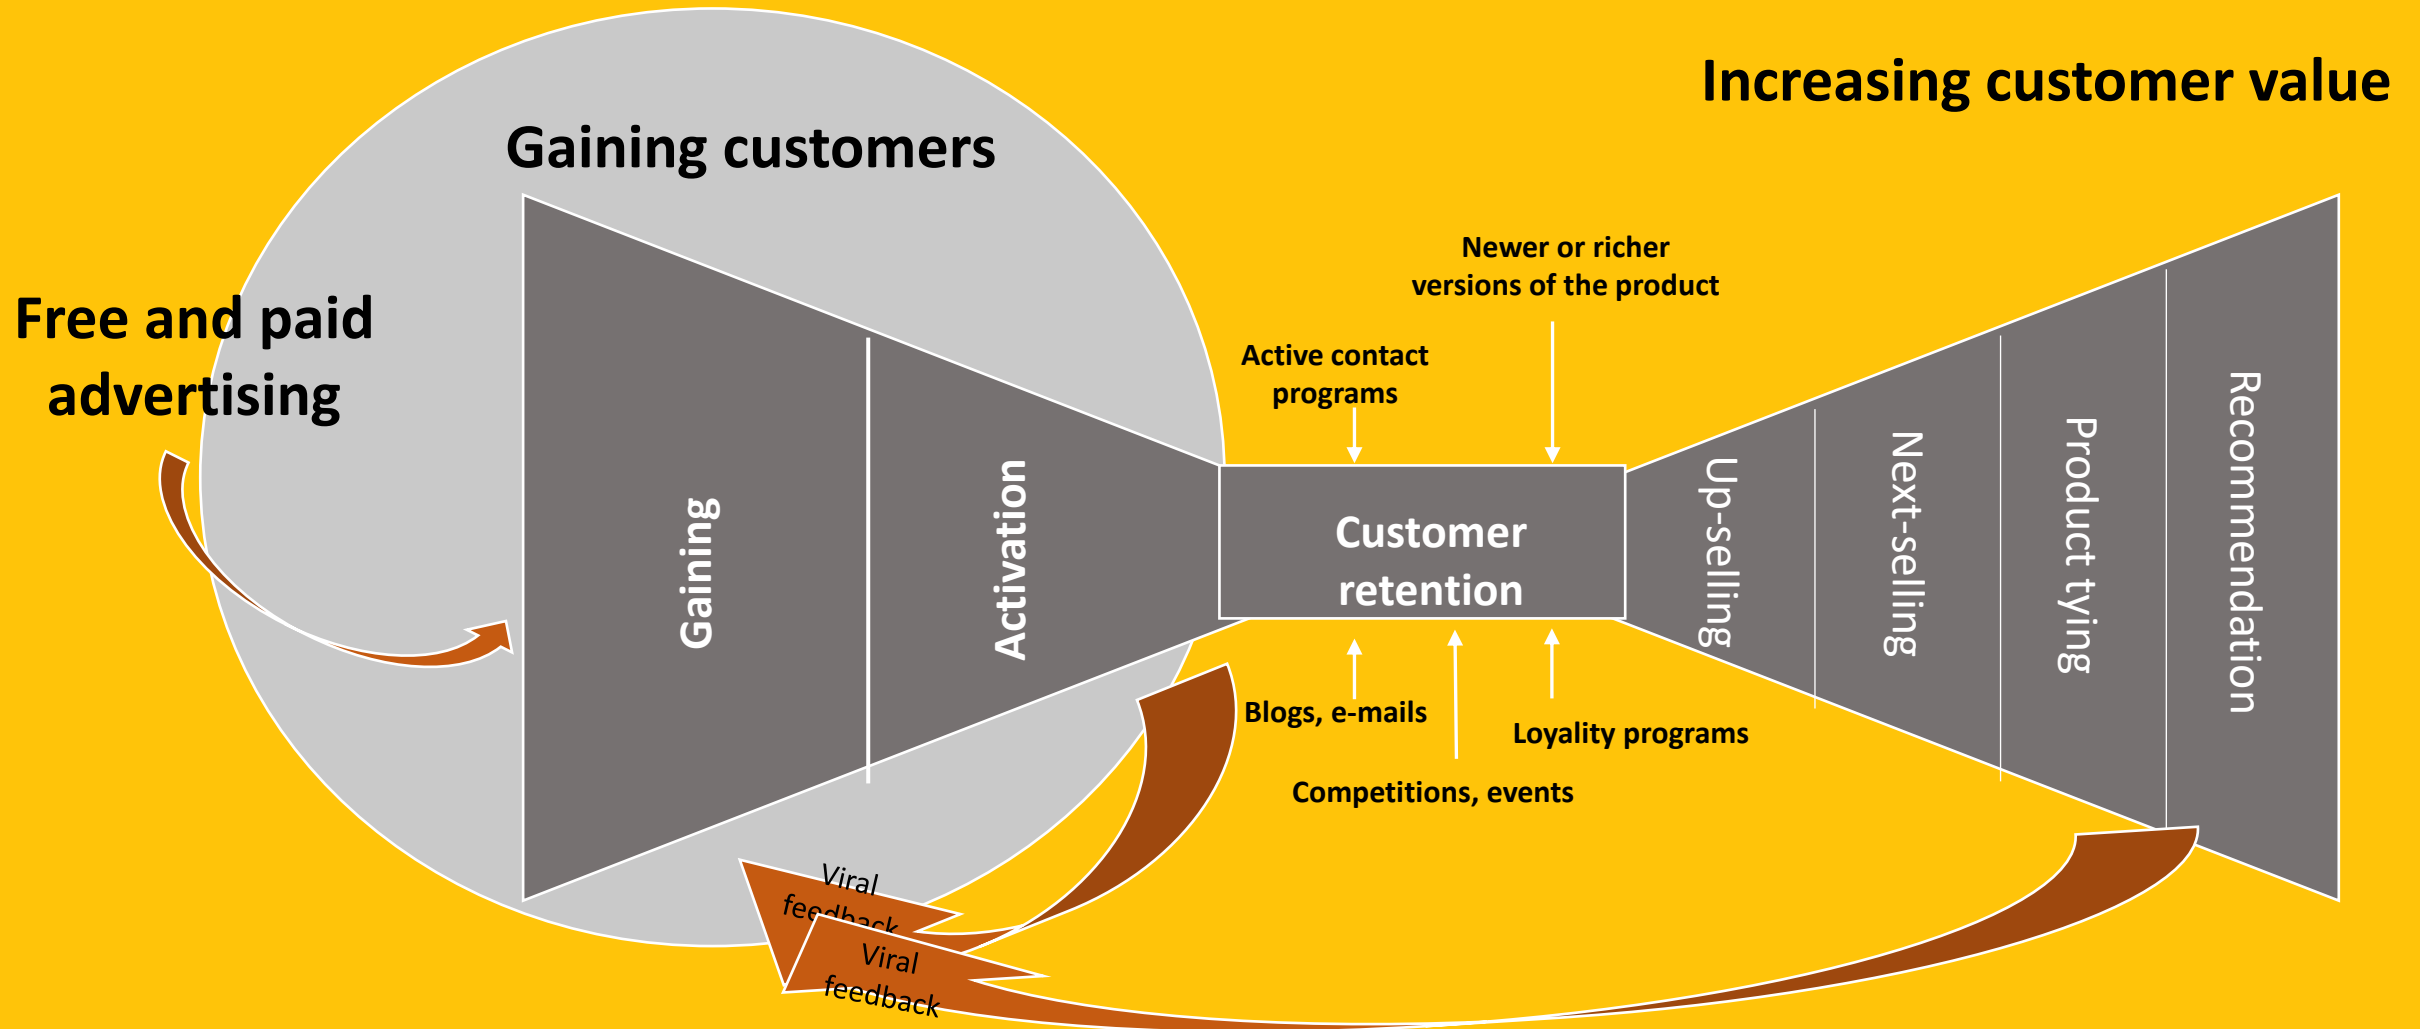 Increasing customer value
Gaining customers
Free and paid
advertising
Newer or richer
versions of the product
Active contact
programs
Gaining
Activation
Customer
retention
Up-selling
Next-selling
Product tying
Recommendation
Blogs, e-mails
Loyality programs
Competitions, events
Viral
feedback
Viral
feedback